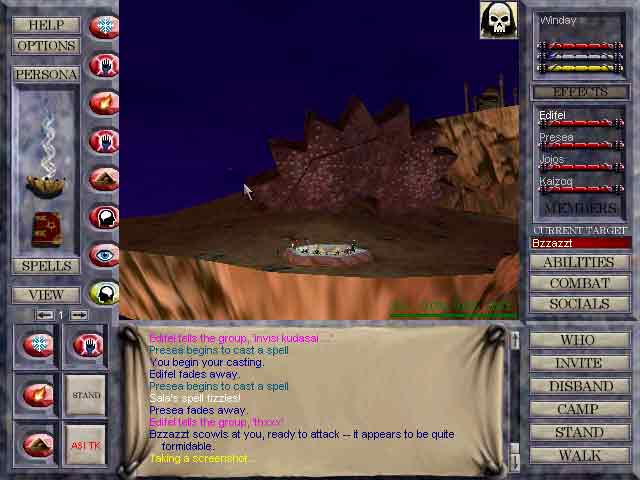 HELP
OPTIONS
PERSONA
SPELLS
VIEW
1
STAND
ASI TK
Winday
EFFECTS
Edifel
Presea
Jojos
Kaizoq
MEMBERS
CURRENT TARGET
Bzzazzt
ABILITIES
COMBAT
SOCIALS
WHO
INVITE
DISBAND
CAMP
STAND
WALK
Edifel tells the group, 'invisi kudasai
Presea begins to cast a spell
You begin your casting.
Edifel fades away.
Presea begins to cast a spell
Sala's spell fizzles!
Presea fades away.
Edifel tells the group, 'thxxx'
Bzzazzt scowls at you, ready to attack -- it appears to be quite
formidable.
Taking a screenshot...